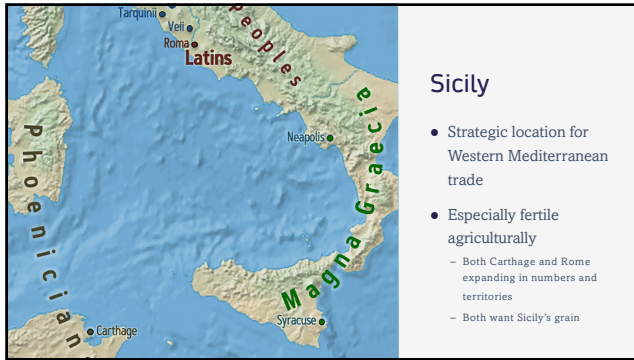 Tarquinii
Veii
Roma
Latins
Peoples
Neapolis
Phoenician
Magna Graecia
Carthage
Syracuse
Sicily
● Strategic location for
Western Mediterranean
trade
● Especially fertile
agriculturally
– Both Carthage and Rome
expanding in numbers and
territories
– Both want Sicily's grain